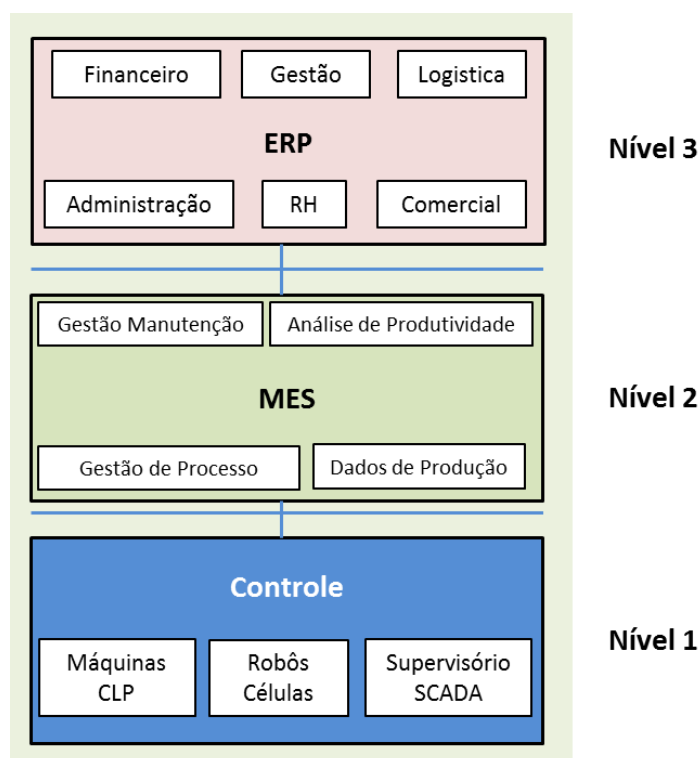 Financeiro
Gestão
Logistica
ERP
Nível 3
Administração
RH
Comercial
Gestão Manutenção
Análise de Produtividade
MES
Nível 2
Gestão de Processo
Dados de Produção
Controle
Nível 1
Máquinas
CLP
Robôs
Células
Supervisório
SCADA